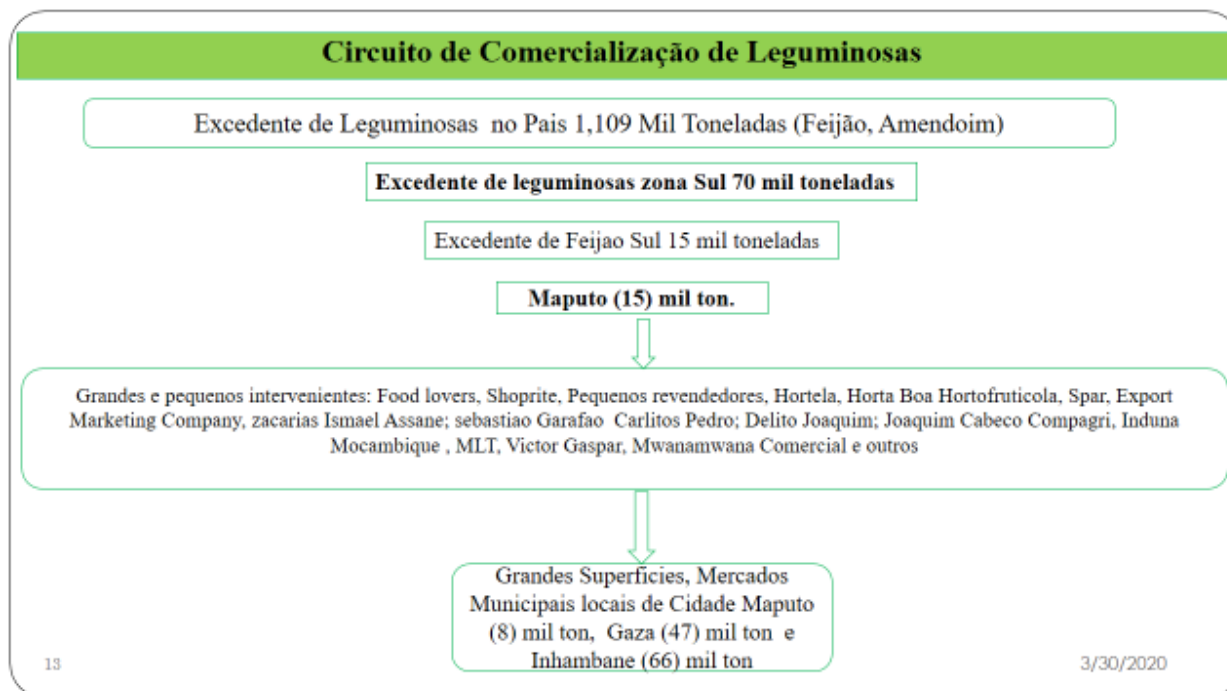 Circuito de Comercialização de Leguminosas
Excedente de Leguminosas no Pais 1,109 Mil Toneladas (Feijão, Amendoim)
Excedente de leguminosas zona Sul 70 mil toneladas
Excedente de Feijao Sul 15 mil toneladas
Maputo (15) mil ton.
Grandes e pequenos intervenientes: Food lovers, Shoprite, Pequenos revendedores, Hortela, Horta Boa Hortofruticola, Spar, Export
Marketing Company, zacarias Ismael Assane; sebastiao Garafao Carlitos Pedro; Delito Joaquim; Joaquim Cabeco Compagri, Induna
Mocambique , MLT, Victor Gaspar, Mwanamwana Comercial e outros
Grandes Superfícies, Mercados
Municipais locais de Cidade Maputo
(8) mil ton, Gaza (47) mil ton e
Inhambane (66) mil ton
13
3/30/2020